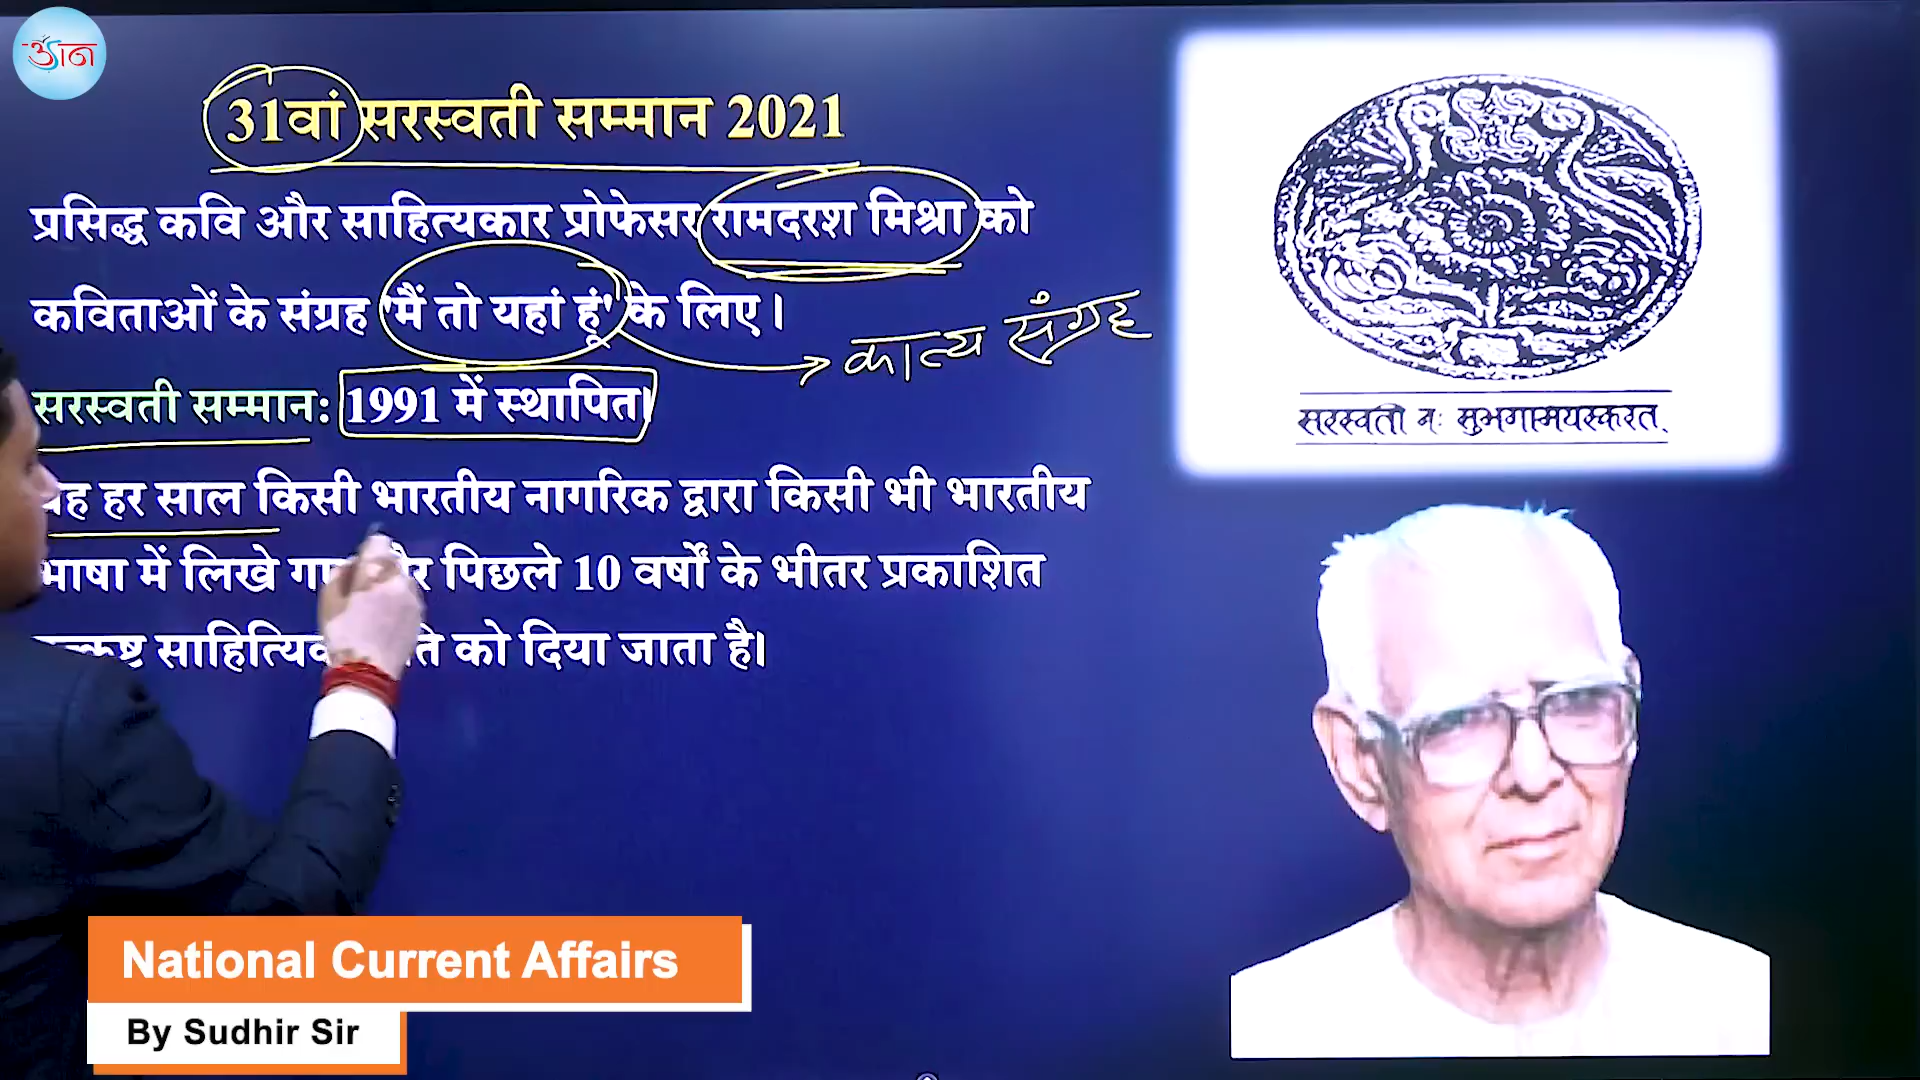 उड़ान
31वां सरस्वती सम्मान 2021
प्रसिद्ध कवि और साहित्यकार प्रोफेसर रामदरश मिश्रा को
कविताओं के संग्रह 'मैं तो यहां हूं' के लिए।
काव्य संग्रह
सरस्वती सम्मान: 1991 में स्थापित।
हर साल किसी भारतीय नागरिक द्वारा किसी भी भारतीय
भाषा में लिखे पिछले 10 वर्षों के भीतर प्रकाशित
को दिया जाता है।
सरस्वती नः सुभगामयस्करत्.
National Current Affairs
By Sudhir Sir